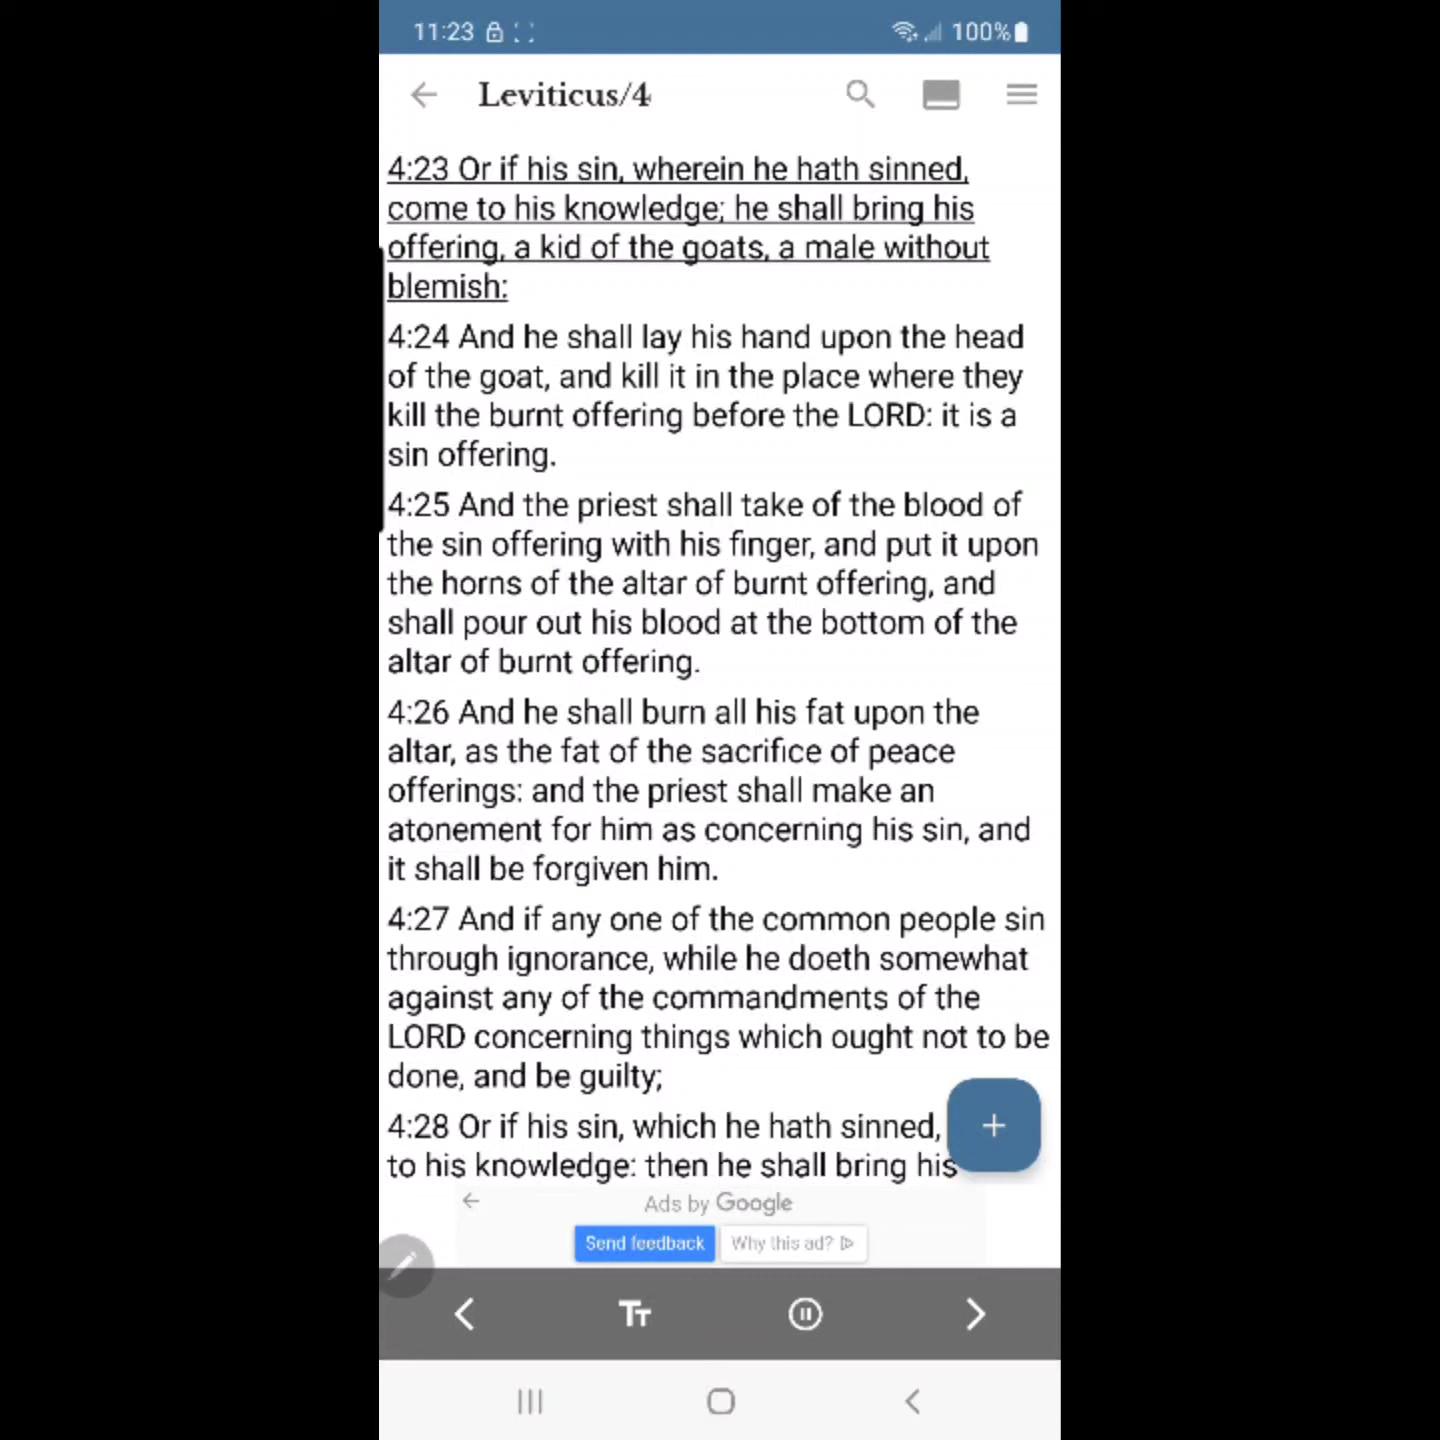 11:23 100%
Leviticus/4
4:23 Or if his sin, wherein he hath sinned,
come to his knowledge; he shall bring his
offering, a kid of the goats, a male without
blemish:
4:24 And he shall lay his hand upon the head
of the goat, and kill it in the place where they
kill the burnt offering before the LORD: it is a
sin offering.
4:25 And the priest shall take of the blood of
the sin offering with his finger, and put it upon
the horns of the altar of burnt offering, and
shall pour out his blood at the bottom of the
altar of burnt offering.
4:26 And he shall burn all his fat upon the
altar, as the fat of the sacrifice of peace
offerings: and the priest shall make an
atonement for him as concerning his sin, and
it shall be forgiven him.
4:27 And if any one of the common people sin
through ignorance, while he doeth somewhat
against any of the commandments of the
LORD concerning things which ought not to be
done, and be guilty;
4:28 Or if his sin, which he hath sinned,
to his knowledge: then he shall bring his
Ads by Google
Send feedback Why this ad?
TT